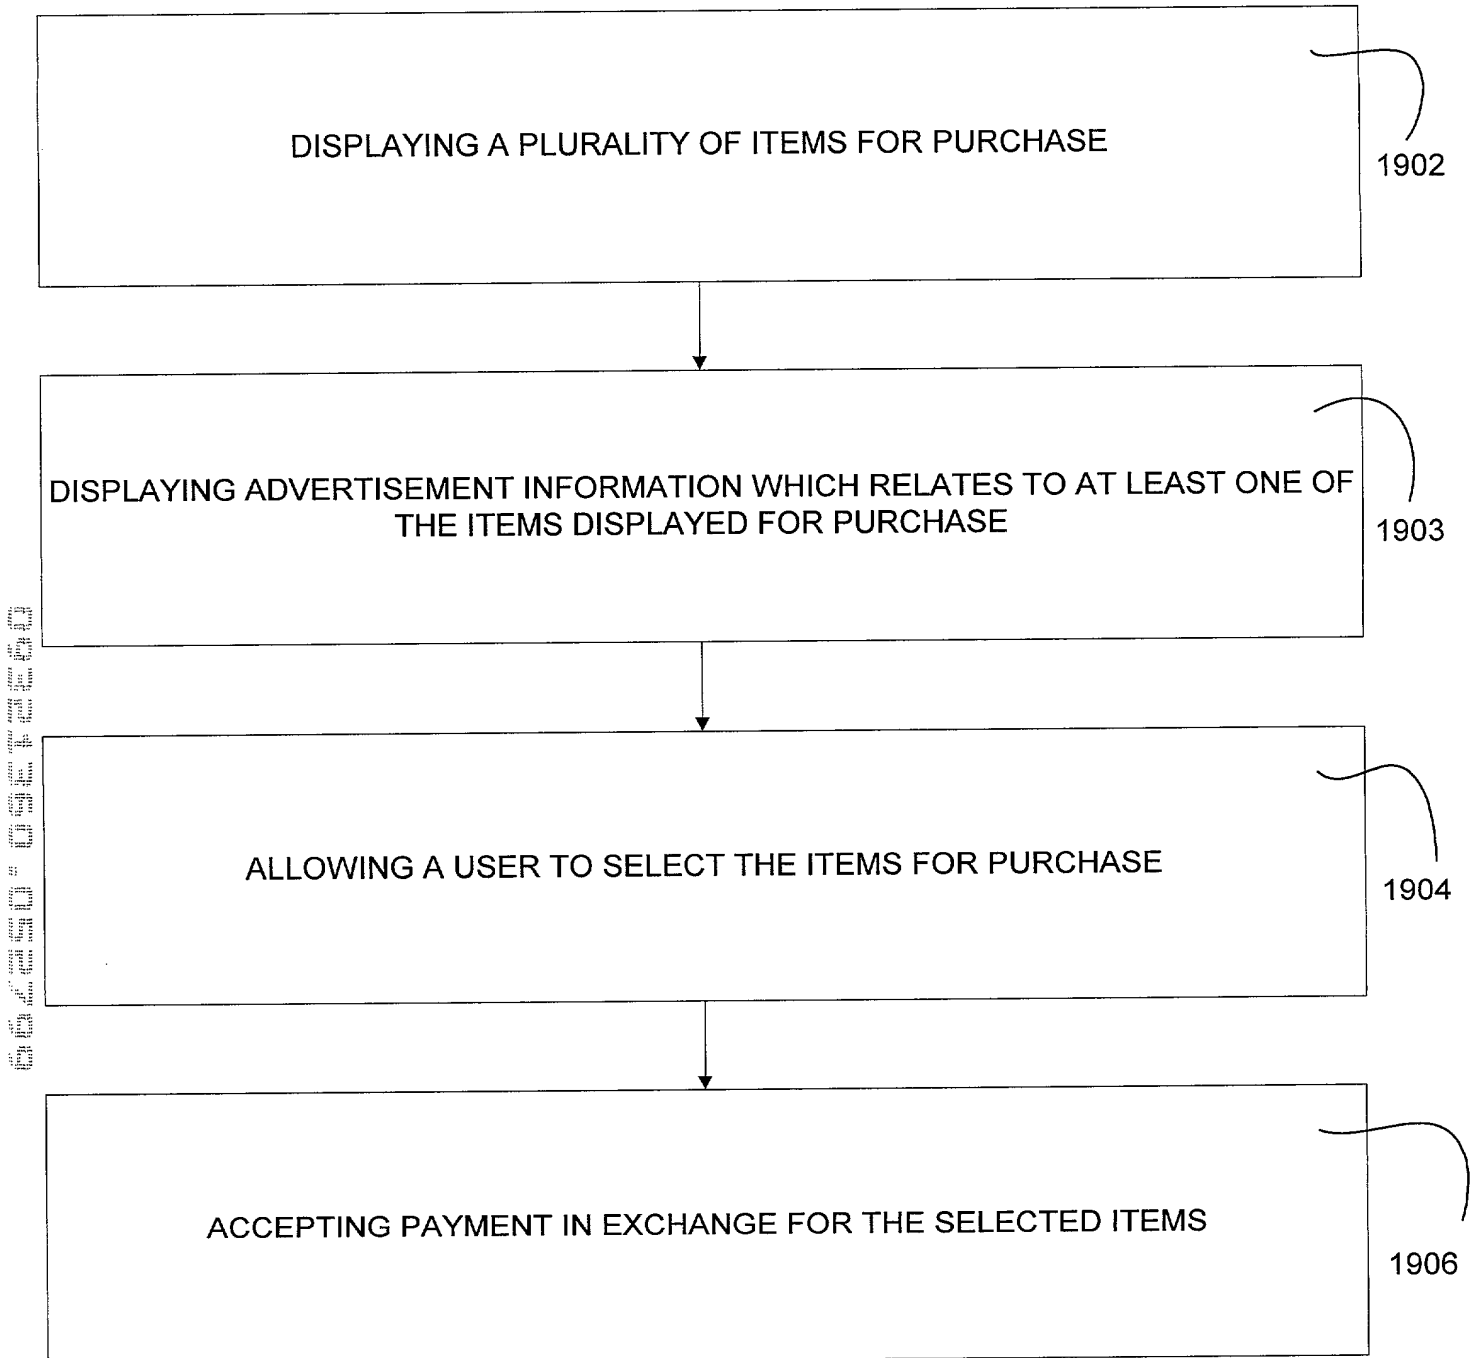 DISPLAYING A PLURALITY OF ITEMS FOR PURCHASE
1902
DISPLAYING ADVERTISEMENT INFORMATION WHICH RELATES TO AT LEAST ONE OF
THE ITEMS DISPLAYED FOR PURCHASE
1903
ALLOWING A USER TO SELECT THE ITEMS FOR PURCHASE
1904
ACCEPTING PAYMENT IN EXCHANGE FOR THE SELECTED ITEMS
1906